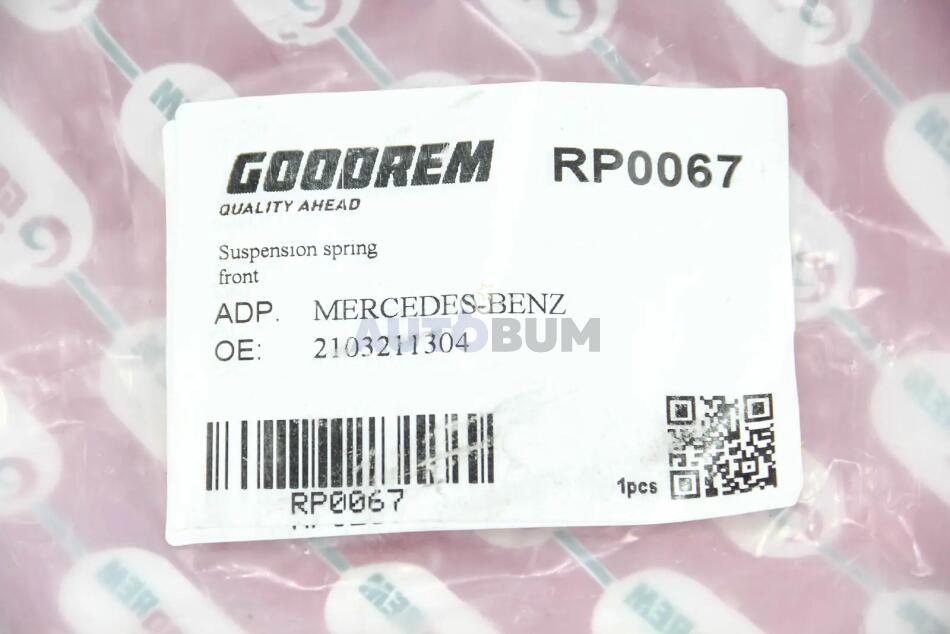 GOODREM
QUALITY AHEAD
RP0067
Suspension spring
front
ADP. MERCEDES-BENZ
AUTOBUM
OE: 2103211304
RP0067
1pcs